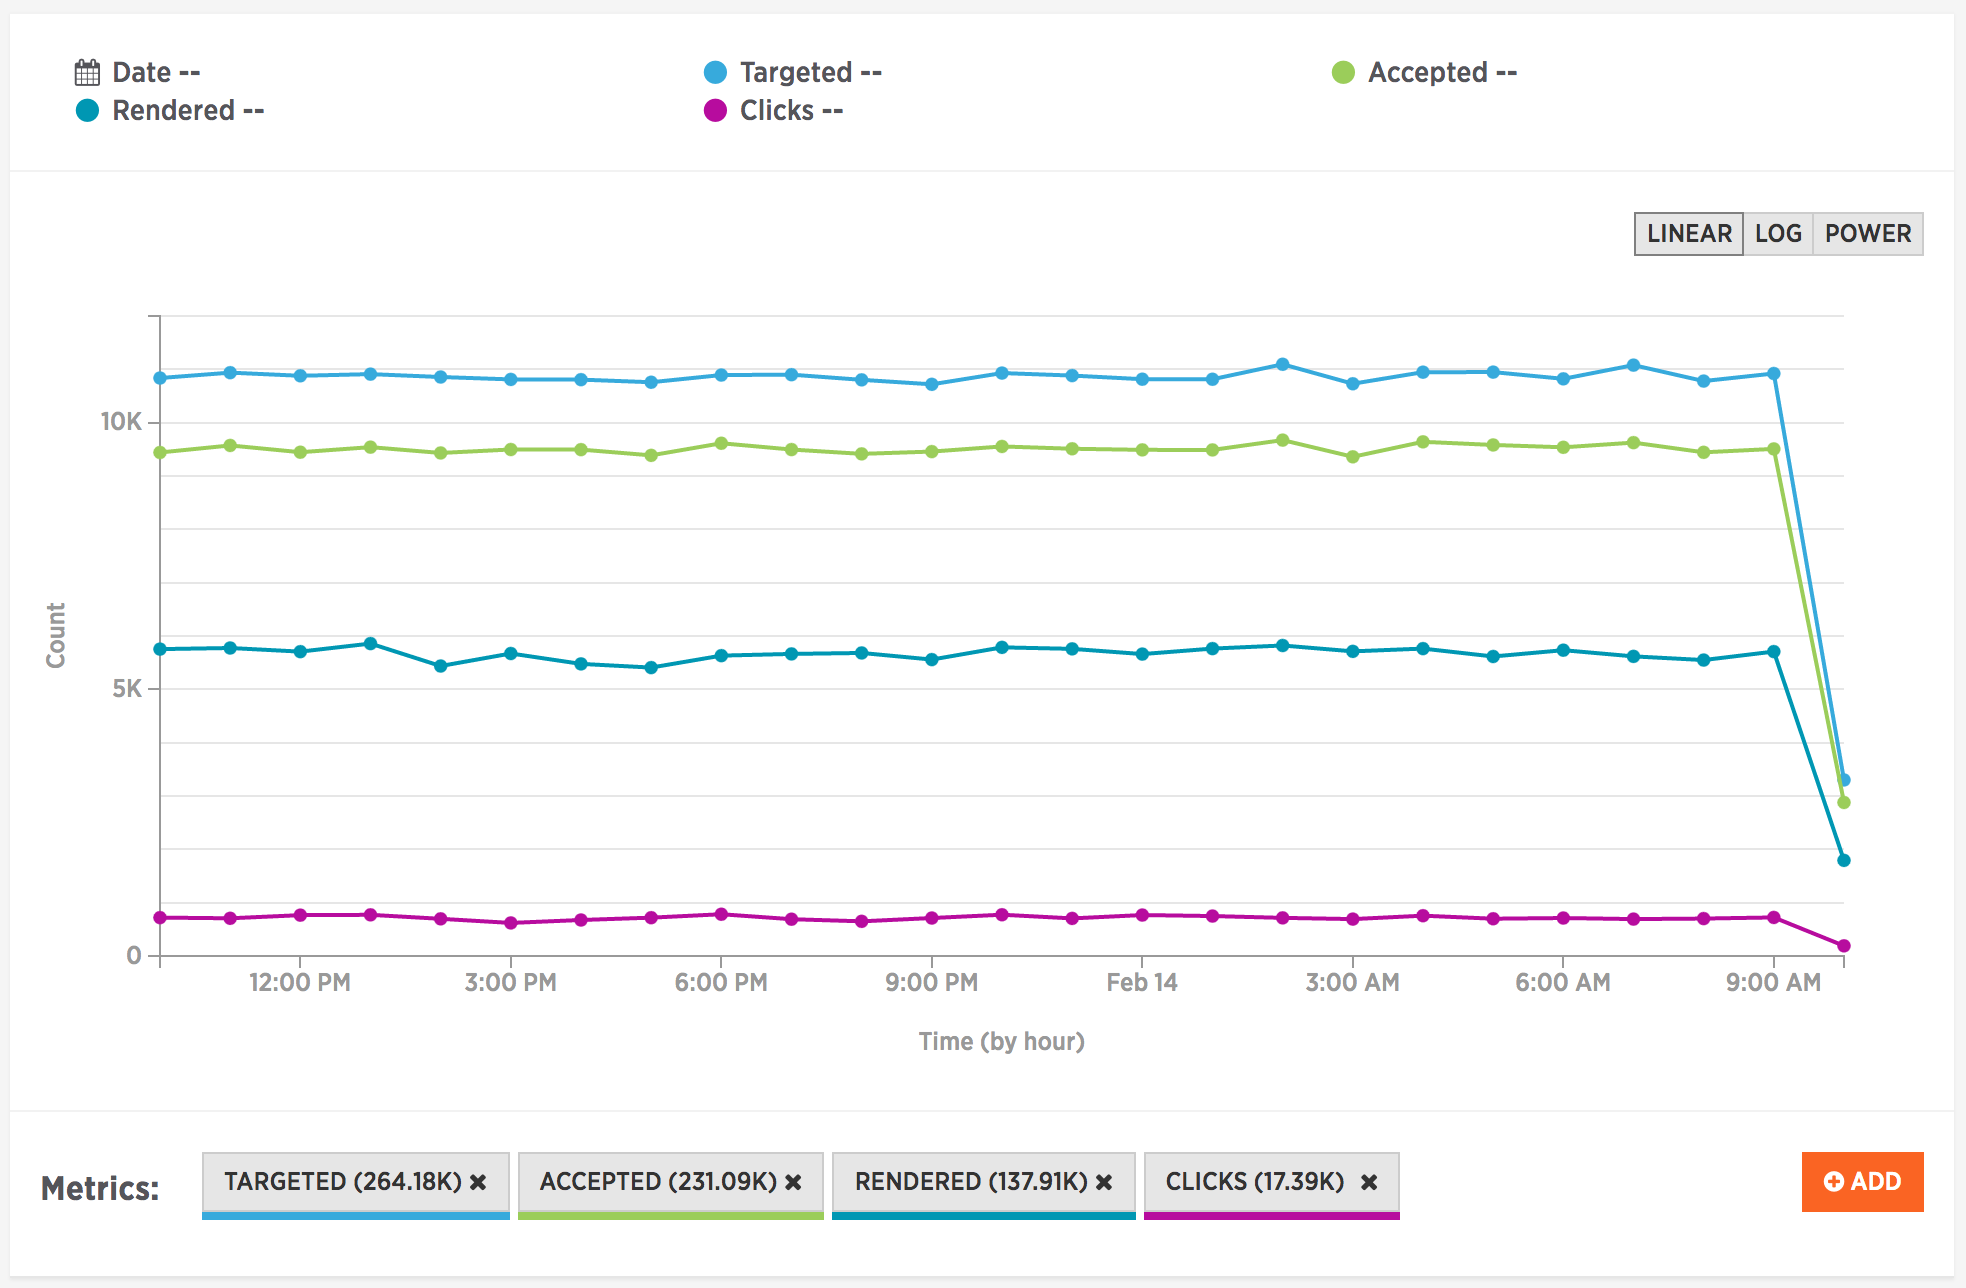 Date --
Targeted --
Accepted --
Rendered --
Clicks --
LINEAR LOG POWER
10K
5K
0
Count
12:00 PM 3:00 PM 6:00 PM 9:00 PM Feb 14 3:00 AM 6:00 AM 9:00 AM
Time (by hour)
Metrics: TARGETED (264.18K) ACCEPTED (231.09K) RENDERED (137.91K) CLICKS (17.39K) ADD